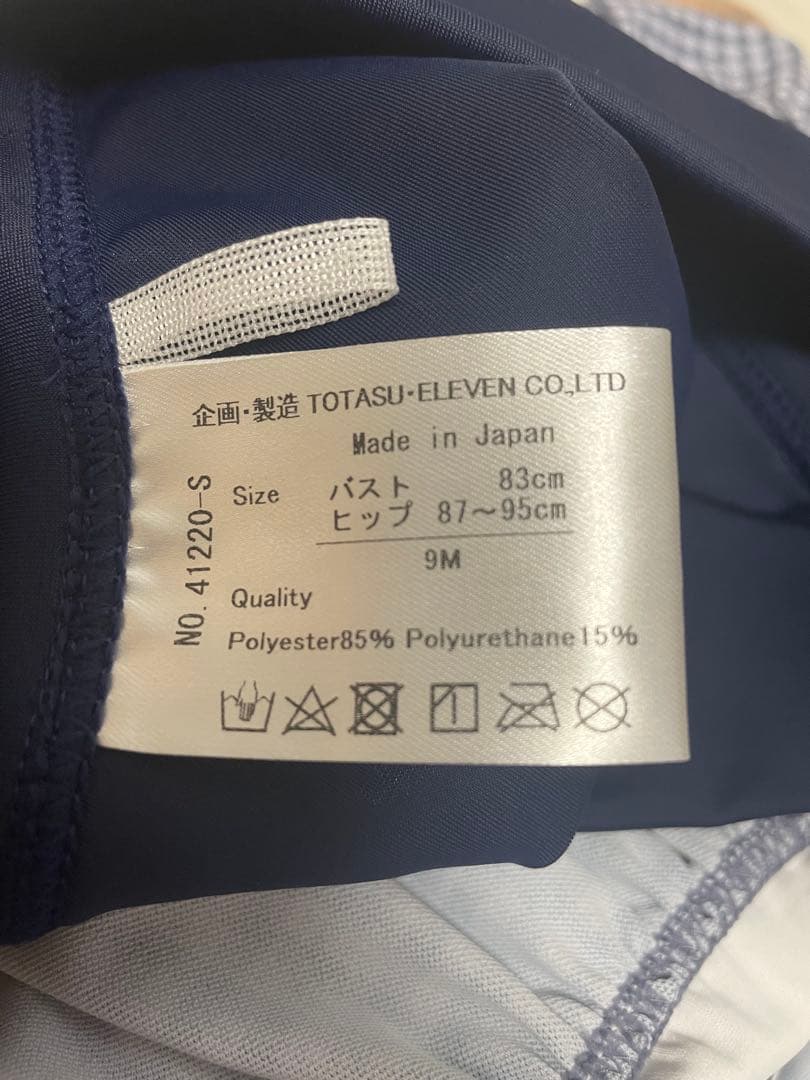 企画・製造 TOTASU・ELEVEN CO.,LTD
Made in Japan
NO. 41220-S
Size バスト 83cm
ヒップ 87～95cm
9M
Quality
Polyester85% Polyurethane15%